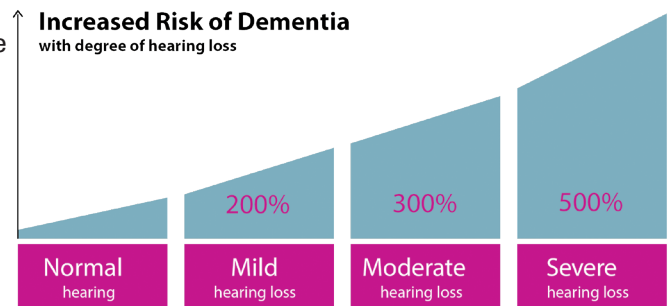 Increased Risk of Dementia
with degree of hearing loss
e
200%
300%
500%
Normal
hearing
Mild
hearing loss
Moderate
hearing loss
Severe
hearing loss